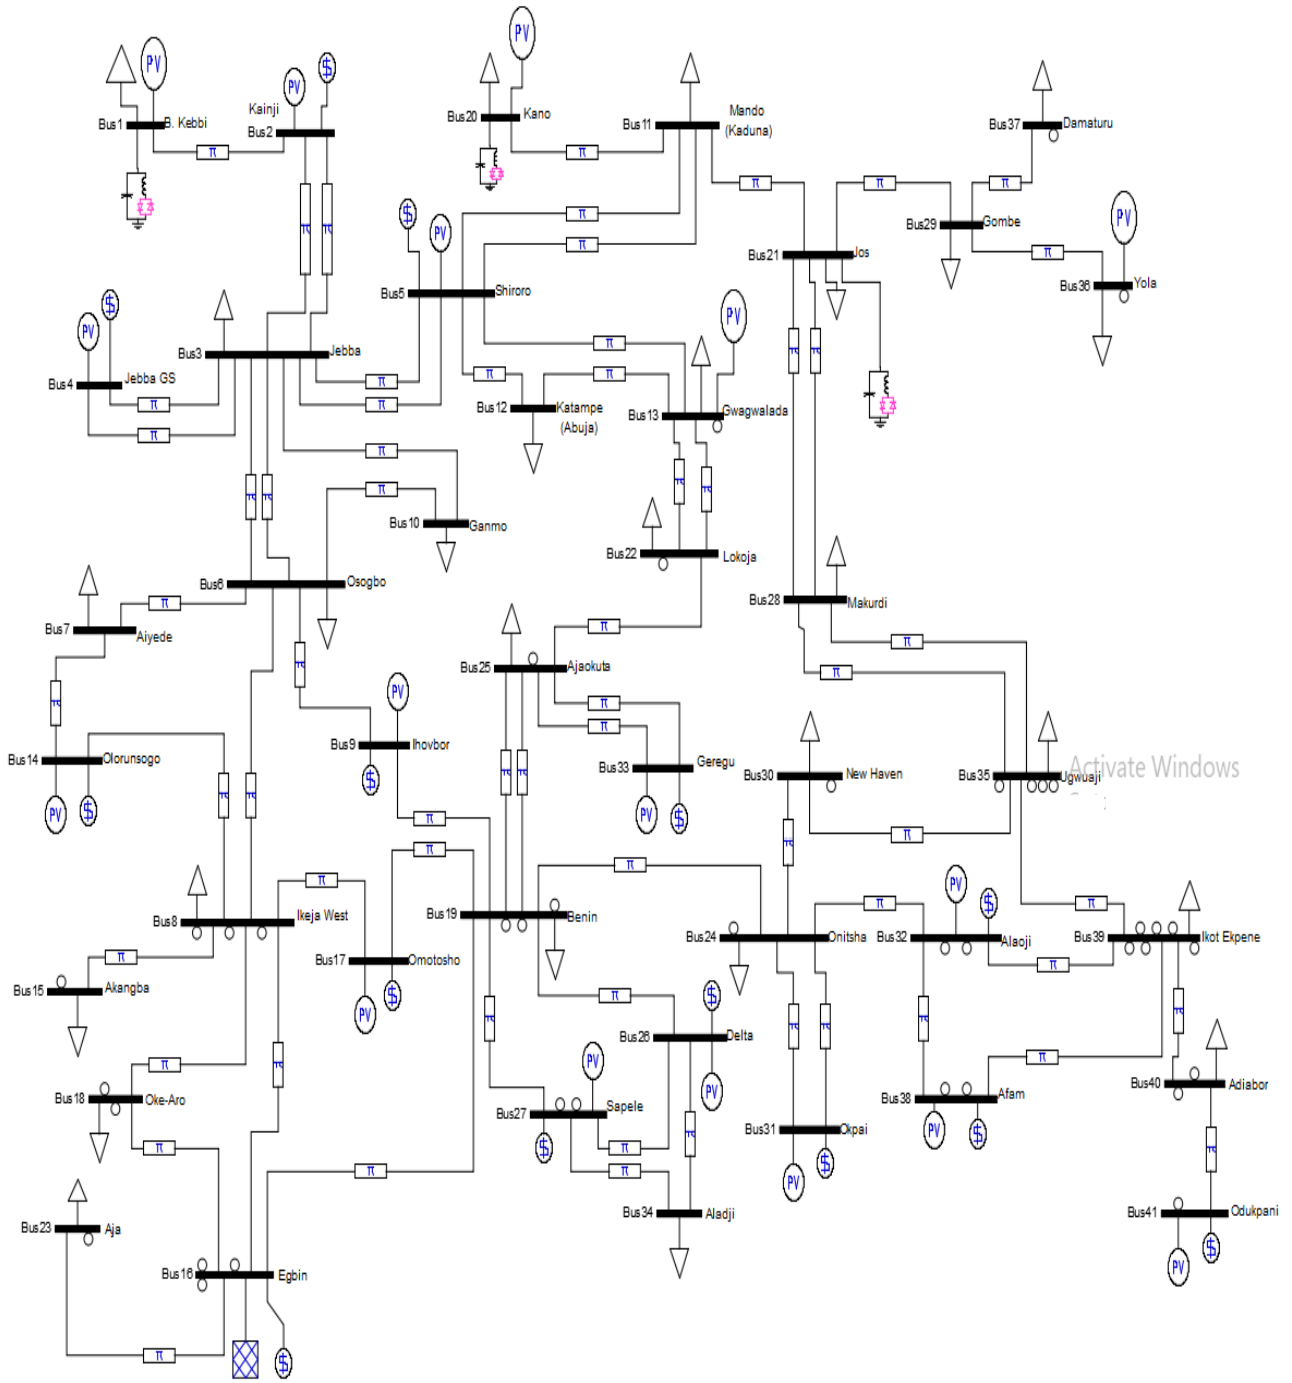 PV
PV
$
PV
Kainji
Bus2
Bus1
B. Kebbi
π
Bus20
Kano
Bus11
Mando
(Kaduna)
π
Bus37
Damaturu
π
π
π
π
π
$
PV
π
π
Bus29
Gombe
π
PV
Bus36
Yola
Bus21
Jos
π
Bus5
Shiroro
$
PV
PV
Bus3
Jebba
π
π
π
π
Bus4
Jebba GS
π
π
π
π
π
Bus12
Katampe
(Abuja)
Bus13
Gwagwalada
π
π
π
π
π
π
π
Bus10
Ganmo
Bus22
Lokoja
Bus6
Osogbo
Bus28
Makurdi
π
Bus7
Aiyede
π
π
π
Bus25
Ajaokuta
π
π
π
PV
π
π
Bus9
Ihovbor
$
Bus14
Olorunsogo
PV
$
π
π
π
π
Bus33
Geregu
PV
$
Bus30
New Haven
Bus35
Ugwuaji
Activate Windows
π
π
π
π
π
π
Bus8
Ikeja West
Bus19
Benin
Bus24
Onitsha
π
PV
$
Bus32
Alaoji
π
Bus39
Ikot Ekpene
π
π
Bus17
Omotosho
PV
$
Bus15
Akangba
π
π
π
π
π
π
π
$
Bus26
Delta
PV
π
π
π
Bus18
Oke-Aro
PV
Bus27
Sapele
$
π
π
π
Bus31
Okpai
PV
$
Bus38
Afam
PV
$
Bus40
Adiabor
π
π
π
Bus34
Aladji
Bus41
Odukpani
PV
$
Bus23
Aja
Bus16
Egbin
π
$